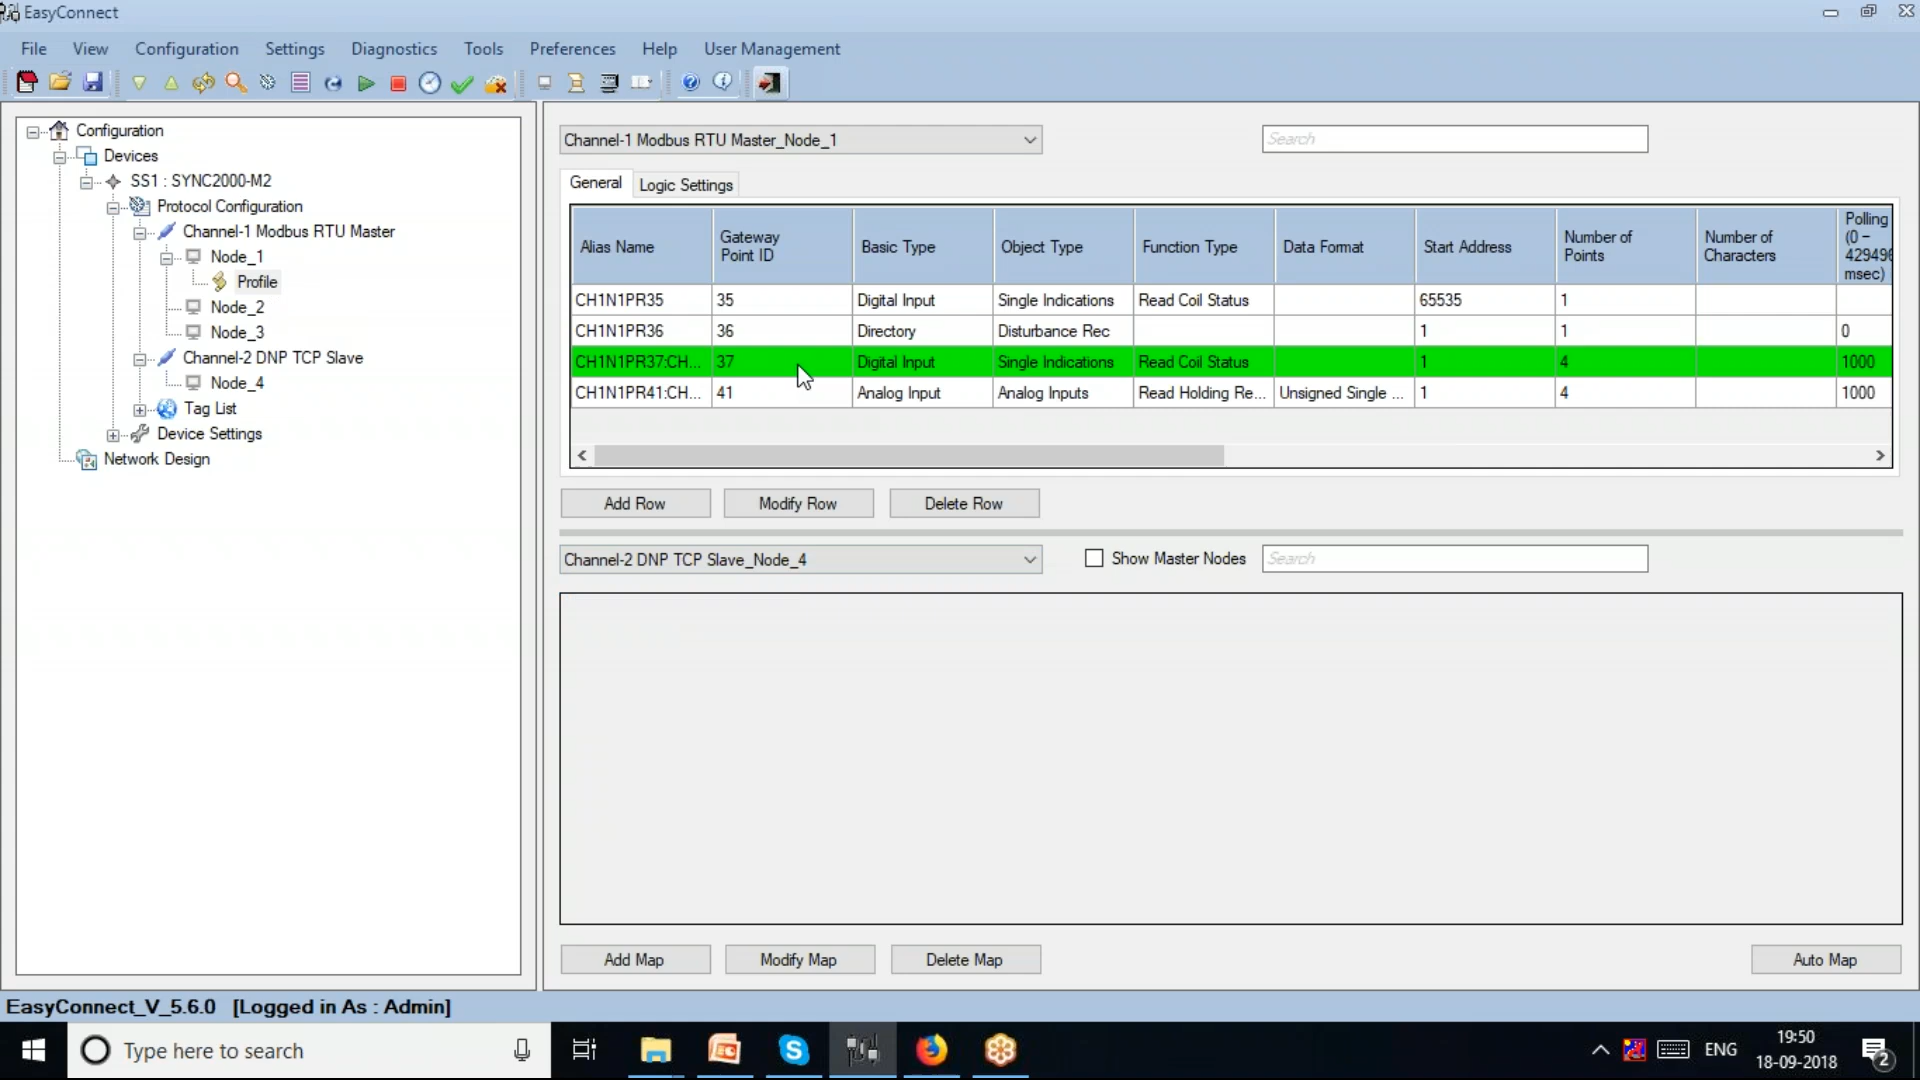 EasyConnect
File View Configuration Settings Diagnostics Tools Preferences Help User Management
Configuration
Devices
SS1 : SYNC2000-M2
Protocol Configuration
Channel-1 Modbus RTU Master
Node_1
Profile
Node_2
Node_3
Channel-2 DNP TCP Slave
Node_4
Tag List
Device Settings
Network Design
Channel-1 Modbus RTU Master_Node_1 Search
General Logic Settings
Alias Name Gateway Point ID Basic Type Object Type Function Type Data Format Start Address Number of Points Number of Characters Polling (0 – 429496 msec)
CH1N1PR35 35 Digital Input Single Indications Read Coil Status 65535 1
CH1N1PR36 36 Directory Disturbance Rec 1 1 0
CH1N1PR37:CH... 37 Digital Input Single Indications Read Coil Status 1 4 1000
CH1N1PR41:CH... 41 Analog Input Analog Inputs Read Holding Re... Unsigned Single ... 1 4 1000
Add Row Modify Row Delete Row
Channel-2 DNP TCP Slave_Node_4 Show Master Nodes Search
Add Map Modify Map Delete Map Auto Map
EasyConnect_V_5.6.0 [Logged in As : Admin]
Type here to search
ENG
19:50
18-09-2018
2